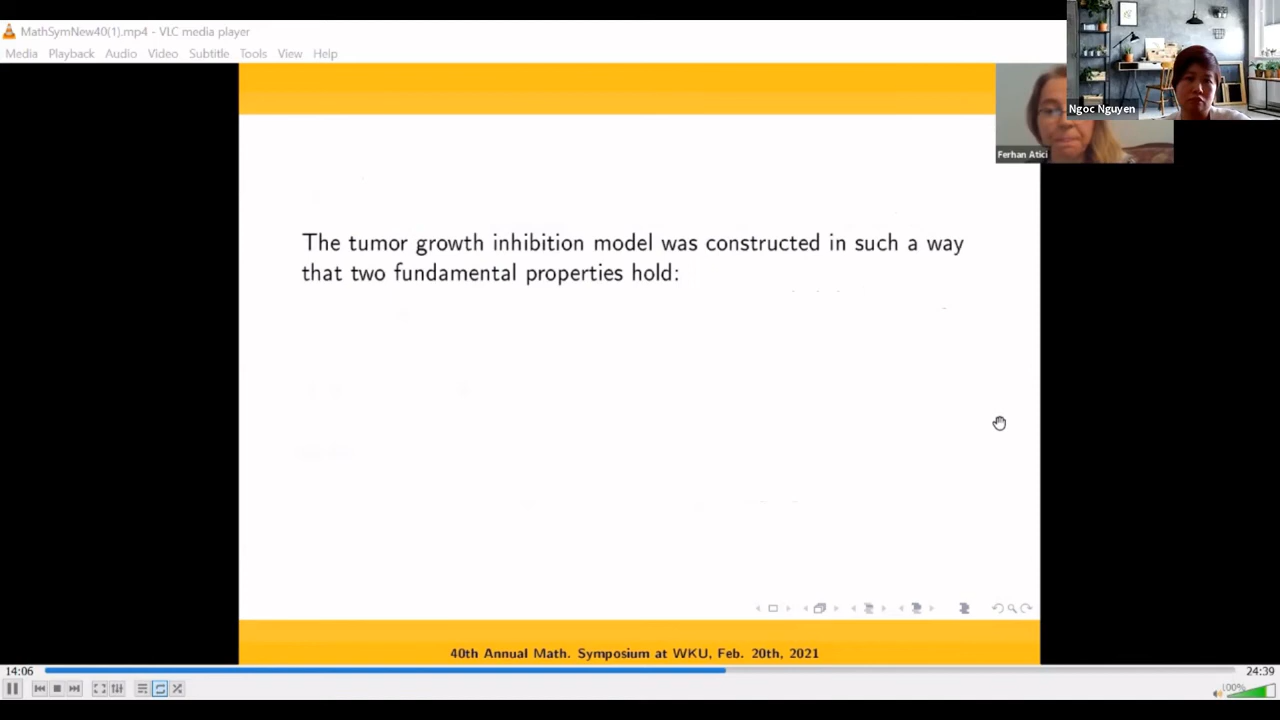 MathSymNew40(1).mp4 - VLC media player
Media Playback Audio Video Subtitle Tools View Help
Ngoc Nguyen
Ferhan Atici
The tumor growth inhibition model was constructed in such a way
that two fundamental properties hold:
40th Annual Math. Symposium at WKU, Feb. 20th, 2021
14:06
24:39
100%